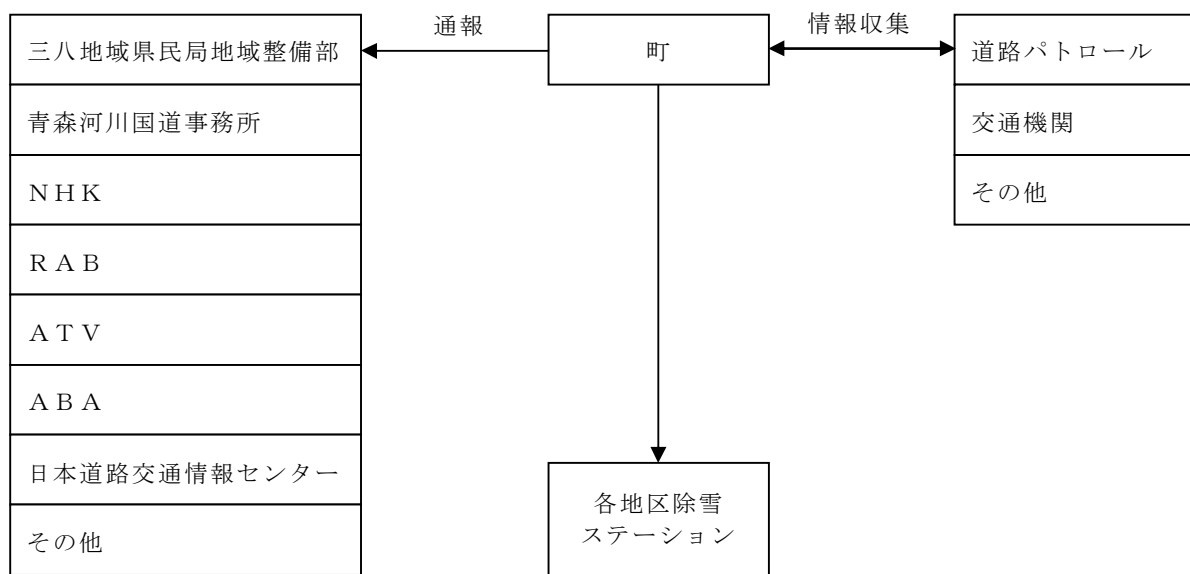 三八地域県民局地域整備部
青森河川国道事務所
ＮＨＫ
ＲＡＢ
ＡＴＶ
ＡＢＡ
日本道路交通情報センター
その他
通報
町
情報収集
道路パトロール
交通機関
その他
各地区除雪
ステーション